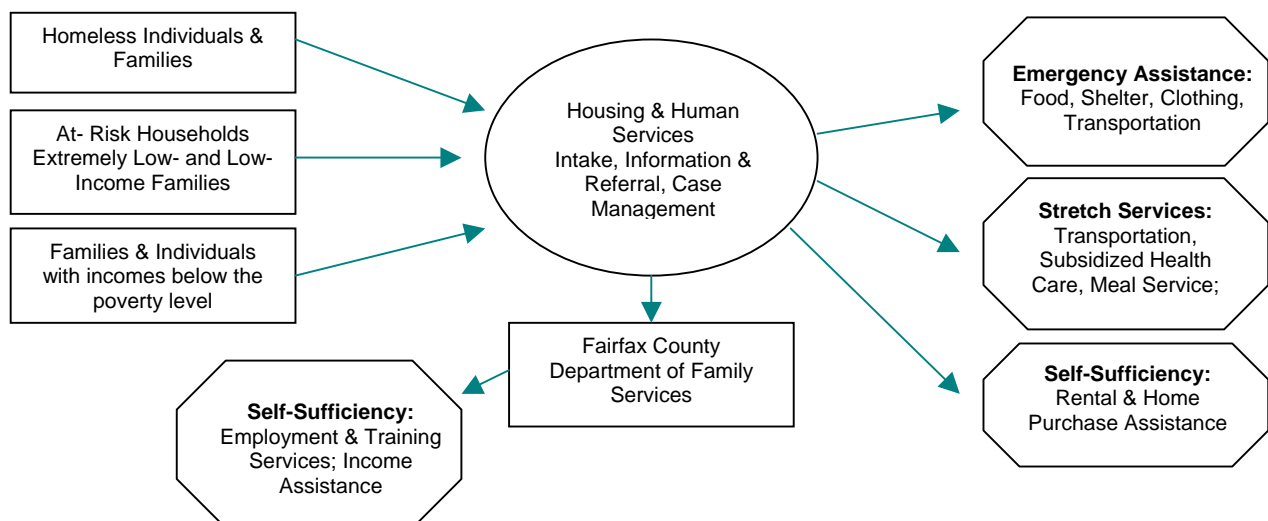 Homeless Individuals &
Families
At- Risk Households
Extremely Low- and Low-
Income Families
Families & Individuals
with incomes below the
poverty level
Housing & Human
Services
Intake, Information &
Referral, Case
Management
Emergency Assistance:
Food, Shelter, Clothing,
Transportation
Stretch Services:
Transportation,
Subsidized Health
Care, Meal Service;
Self-Sufficiency:
Rental & Home
Purchase Assistance
Fairfax County
Department of Family
Services
Self-Sufficiency:
Employment & Training
Services; Income
Assistance